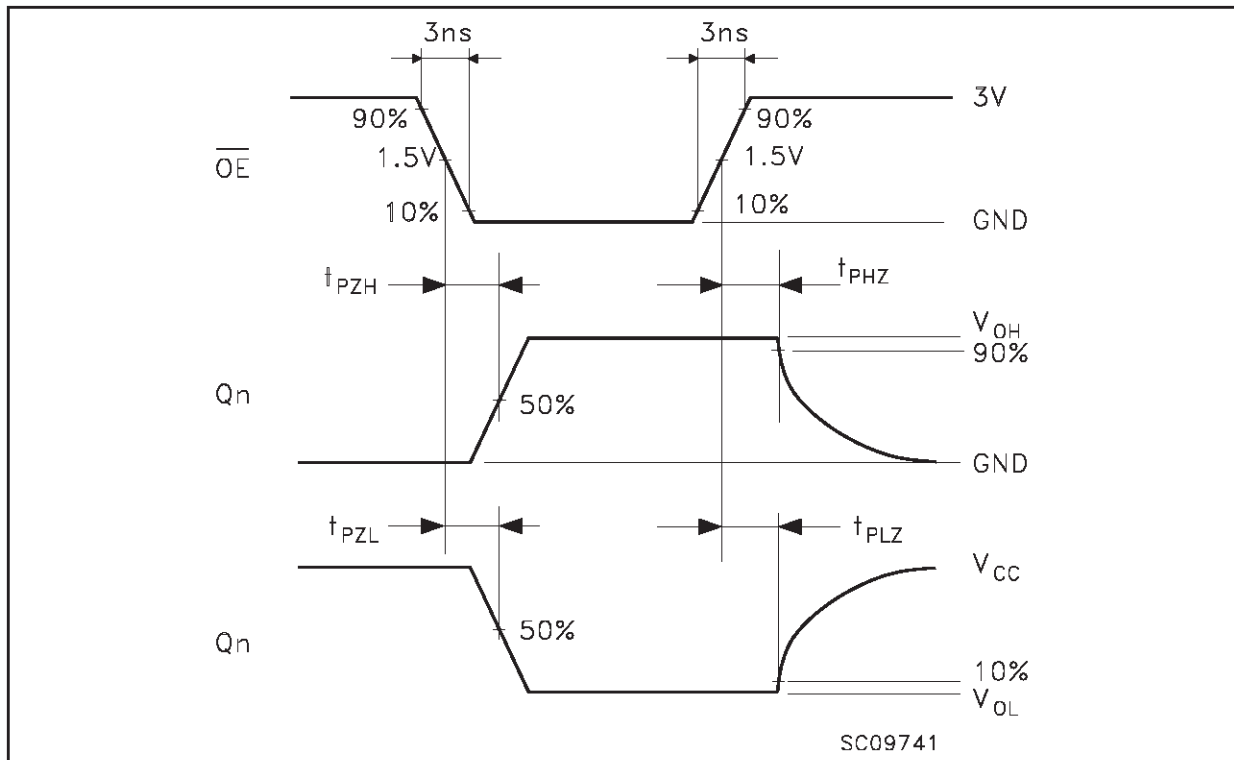 3ns 3ns
3V
90% 90%
O̅E̅ 1.5V 1.5V
10% 10%
GND
tPZH tPHZ
VOH
90%
Qn 50%
GND
tPZL tPLZ
VCC
Qn 50%
10%
VOL
SC09741